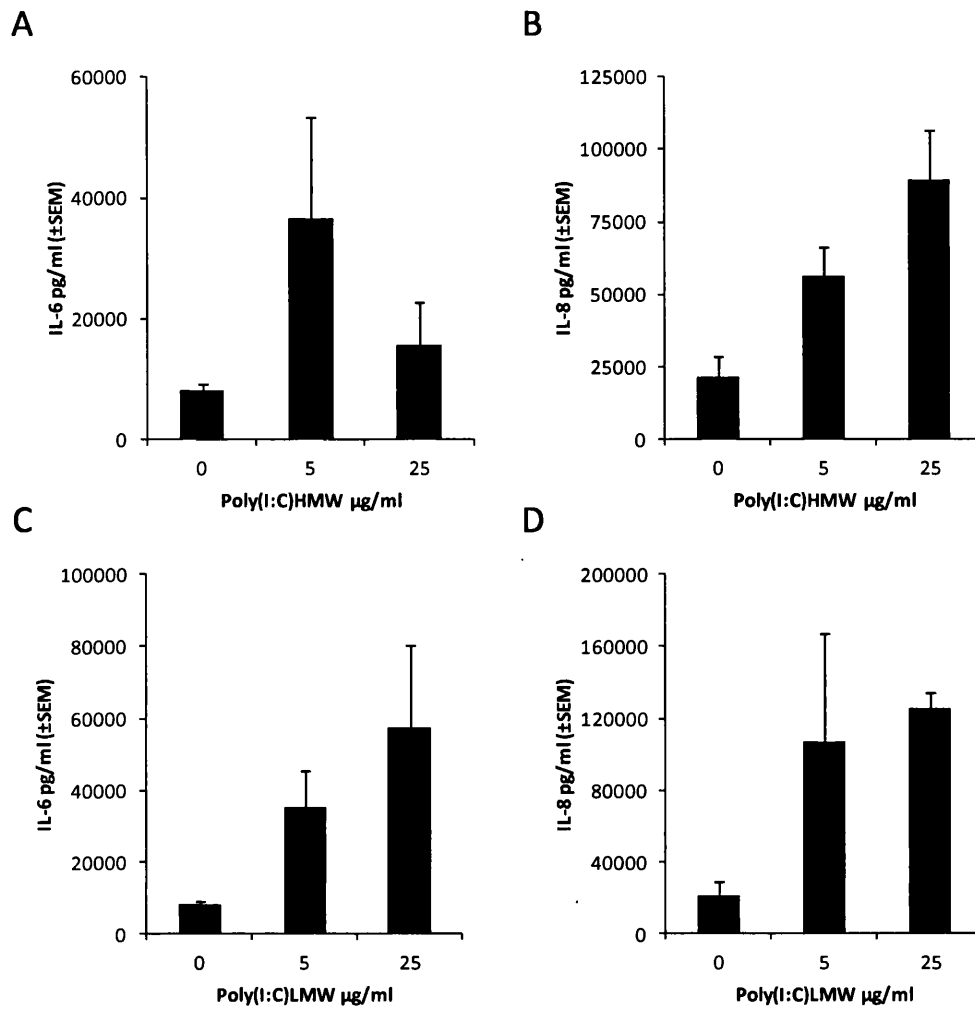 A
60000
40000
20000
0
IL-6 pg/ml (±SEM)
0 5 25
Poly(I:C)HMW µg/ml
B
125000
100000
75000
50000
25000
0
IL-8 pg/ml (±SEM)
0 5 25
Poly(I:C)HMW µg/ml
C
100000
80000
60000
40000
20000
0
IL-6 pg/ml (±SEM)
0 5 25
Poly(I:C)LMW µg/ml
D
200000
160000
120000
80000
40000
0
IL-8 pg/ml (±SEM)
0 5 25
Poly(I:C)LMW µg/ml